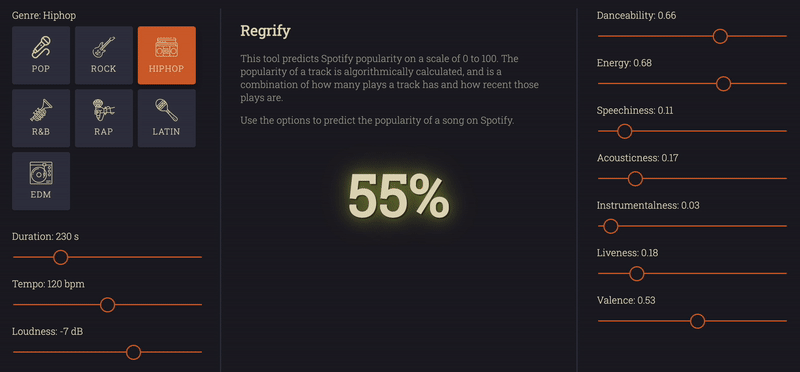 Genre: Hiphop
POP
ROCK
HIPHOP
R&B
RAP
LATIN
EDM
Duration: 230 s
Tempo: 120 bpm
Loudness: -7 dB
Regrify
This tool predicts Spotify popularity on a scale of 0 to 100. The
popularity of a track is algorithmically calculated, and is a
combination of how many plays a track has and how recent those
plays are.
Use the options to predict the popularity of a song on Spotify.
55%
Danceability: 0.66
Energy: 0.68
Speechiness: 0.11
Acousticness: 0.17
Instrumentalness: 0.03
Liveness: 0.18
Valence: 0.53